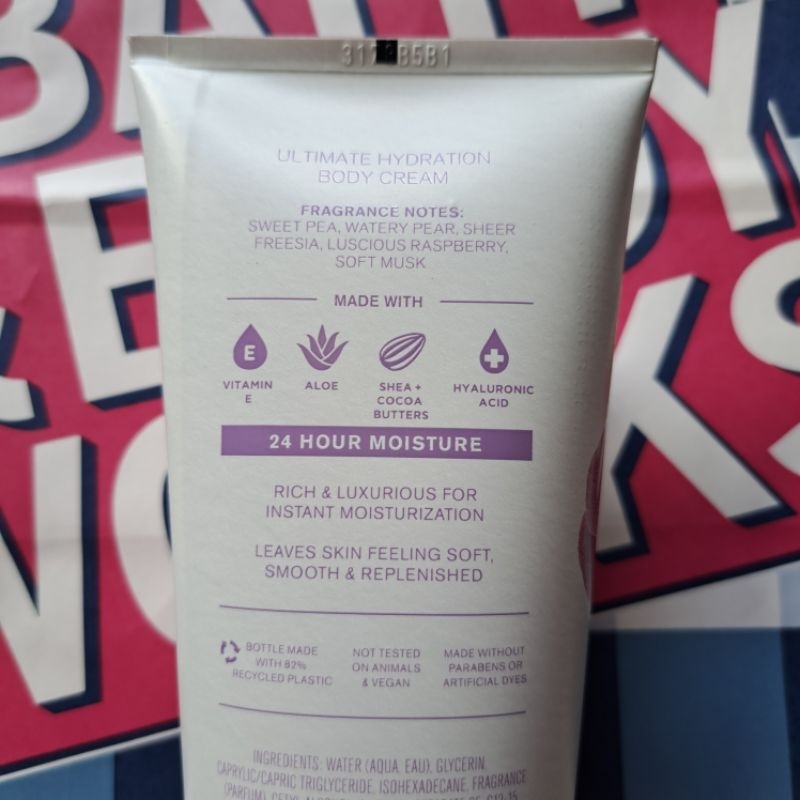 ULTIMATE HYDRATION
BODY CREAM
FRAGRANCE NOTES:
SWEET PEA, WATERY PEAR, SHEER
FREESIA, LUSCIOUS RASPBERRY,
SOFT MUSK
MADE WITH
E
VITAMIN
E
ALOE
SHEA +
COCOA
BUTTERS
HYALURONIC
ACID
24 HOUR MOISTURE
RICH & LUXURIOUS FOR
INSTANT MOISTURIZATION
LEAVES SKIN FEELING SOFT,
SMOOTH & REPLENISHED
BOTTLE MADE
WITH 82%
RECYCLED PLASTIC
NOT TESTED
ON ANIMALS
& VEGAN
MADE WITHOUT
PARABENS OR
ARTIFICIAL DYES
INGREDIENTS: WATER (AQUA, EAU), GLYCERIN,
CAPRYLIC/CAPRIC TRIGLYCERIDE, ISOHEXADECANE, FRAGRANCE
(PARFUM), CETYL